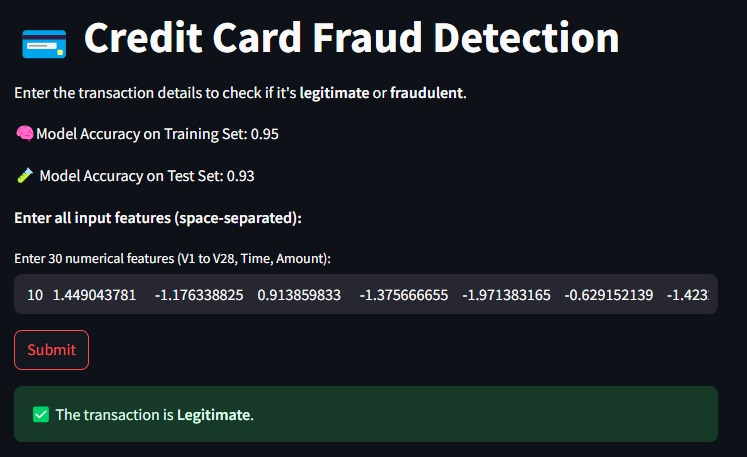 Credit Card Fraud Detection
Enter the transaction details to check if it's legitimate or fraudulent.
Model Accuracy on Training Set: 0.95
Model Accuracy on Test Set: 0.93
Enter all input features (space-separated):
Enter 30 numerical features (V1 to V28, Time, Amount):
10 1.449043781 -1.176338825 0.913859833 -1.375666655 -1.971383165 -0.629152139 -1.423
Submit
The transaction is Legitimate.